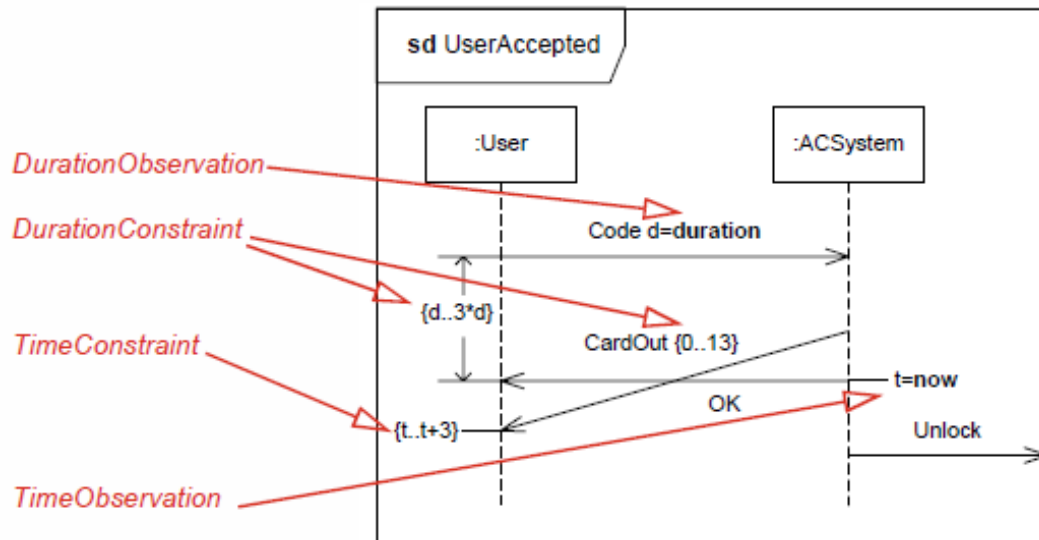 sd UserAccepted
:User
:ACSystem
DurationObservation
Code d=duration
DurationConstraint
{d..3*d}
CardOut {0..13}
TimeConstraint
t=now
OK
{t..t+3}
Unlock
TimeObservation